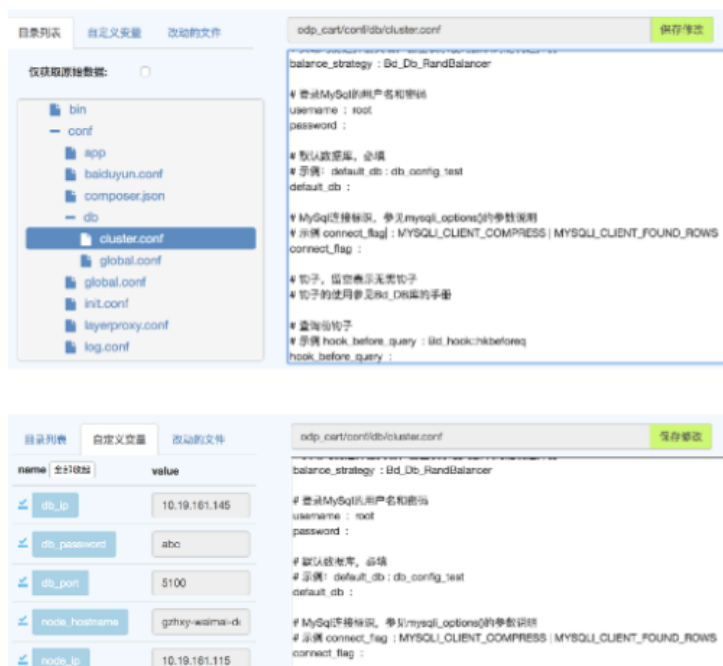 目录列表 自定义变量 改动的文件
odp_cart/conf/db/cluster.conf
保存修改
仅获取原始数据:
bin
conf
app
baiduyun.conf
composer.json
db
cluster.conf
global.conf
global.conf
init.conf
layerproxy.conf
log.conf
balance_strategy : Bd_Db_RandBalancer
# 登录MySql的用户名和密码
username : root
password :
# 默认数据库，必填
# 示例: default_db : db_config_test
default_db :
# MySql连接标识，参见mysqli_options()的参数说明
# 示例 connect_flag : MYSQLI_CLIENT_COMPRESS | MYSQLI_CLIENT_FOUND_ROWS
connect_flag :
# 钩子，留空表示无需钩子
# 钩子的使用参见Bd_DB库的手册
# 查询前钩子
# 示例 hook_before_query : Bd_hook::hkbeforeq
hook_before_query :
目录列表 自定义变量 改动的文件
odp_cart/conf/db/cluster.conf
保存修改
name 全部收起 value
db_ip 10.19.161.145
db_password abc
db_port 5100
node_hostname gzhxy-waimai-dc
node_ip 10.19.161.115
balance_strategy : Bd_Db_RandBalancer
# 登录MySql的用户名和密码
username : root
password :
# 默认数据库，必填
# 示例: default_db : db_config_test
default_db :
# MySql连接标识，参见mysqli_options()的参数说明
# 示例 connect_flag : MYSQLI_CLIENT_COMPRESS | MYSQLI_CLIENT_FOUND_ROWS
connect_flag :